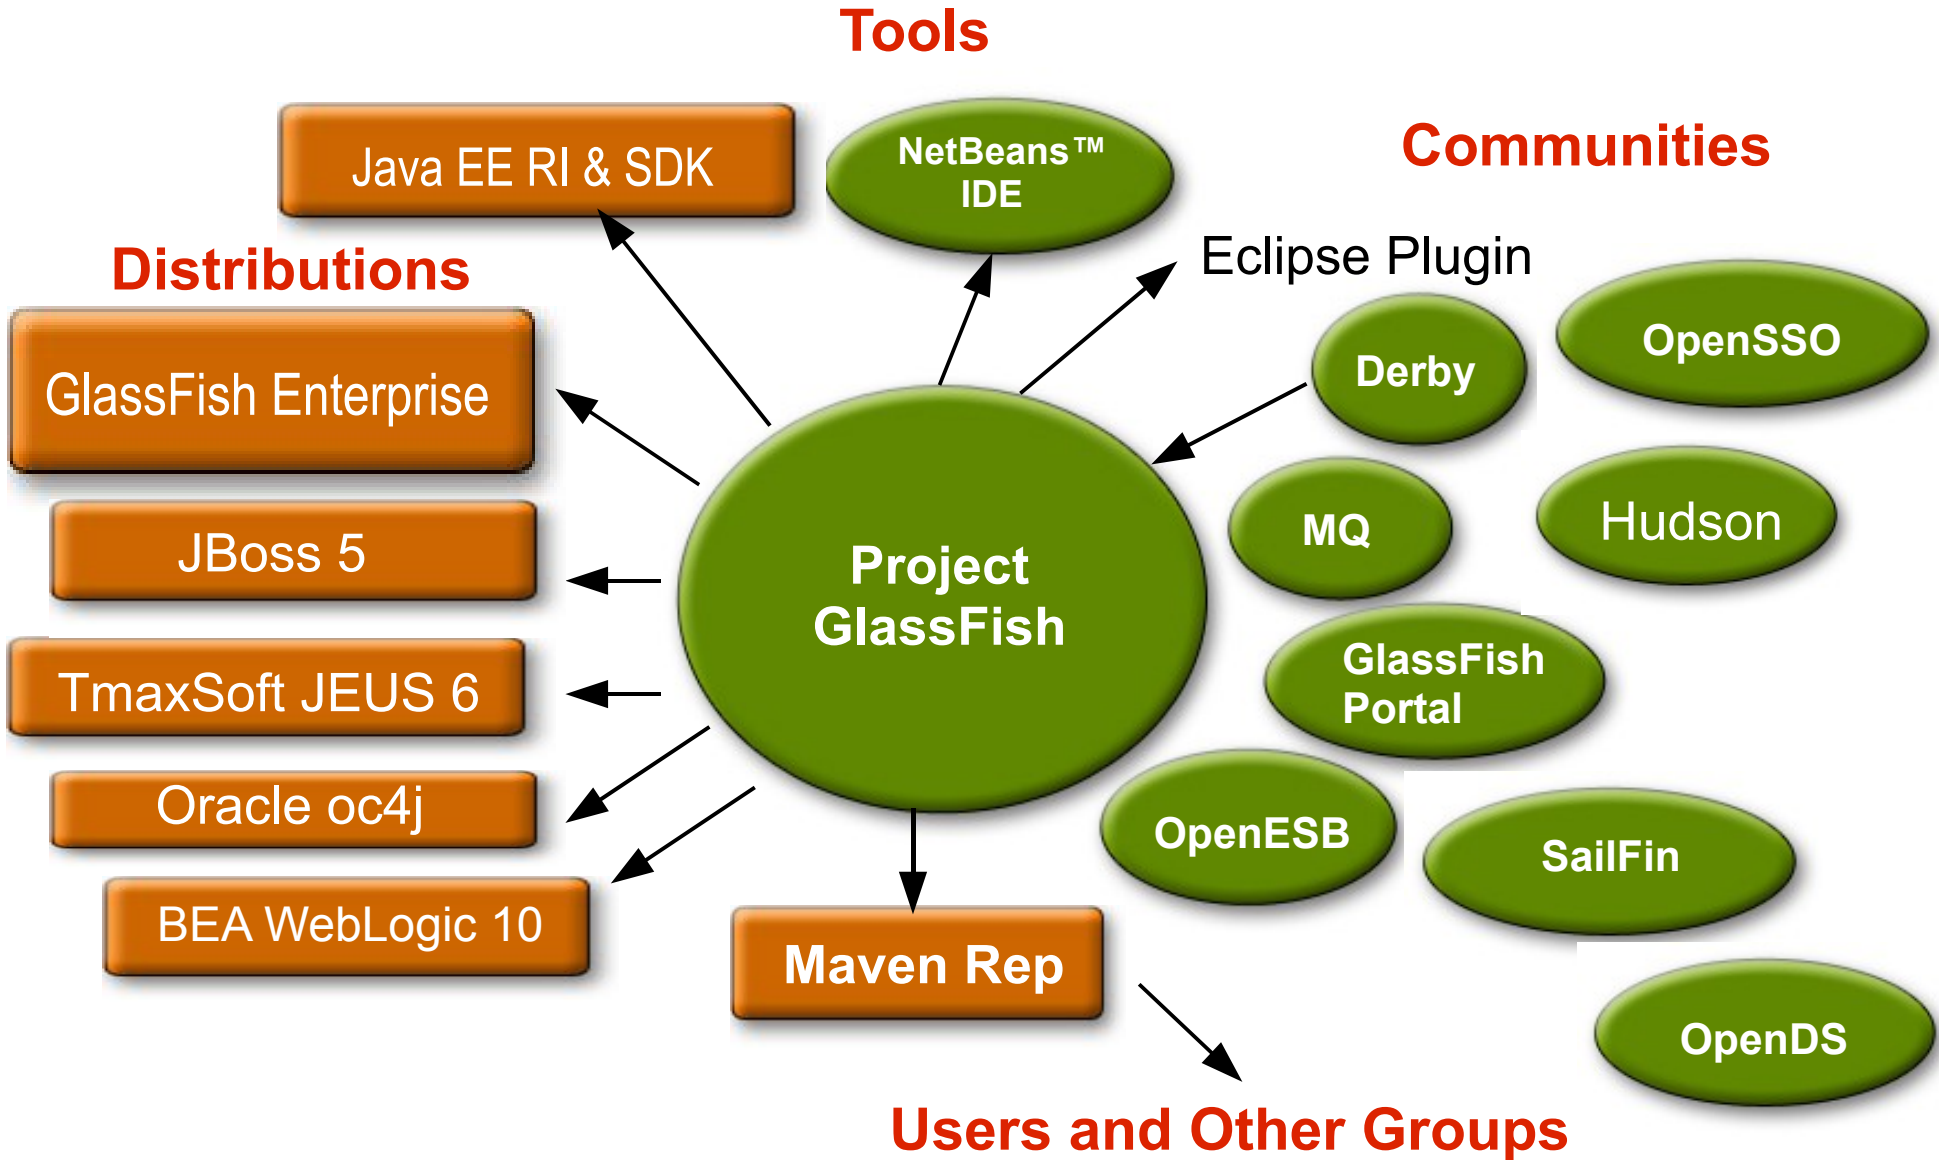 Tools
Java EE RI & SDK
NetBeans™
IDE
Communities
Distributions
Eclipse Plugin
GlassFish Enterprise
Derby
OpenSSO
JBoss 5
MQ
Hudson
Project
GlassFish
TmaxSoft JEUS 6
GlassFish
Portal
Oracle oc4j
OpenESB
SailFin
BEA WebLogic 10
Maven Rep
OpenDS
Users and Other Groups